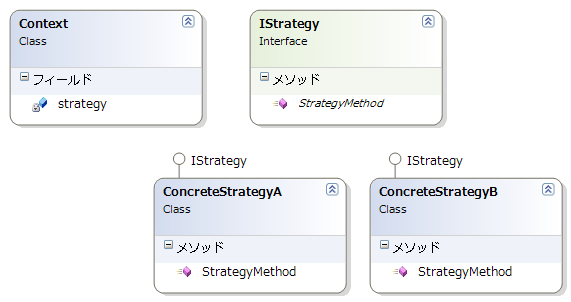 Context
Class
フィールド
strategy
IStrategy
Interface
メソッド
StrategyMethod
IStrategy
ConcreteStrategyA
Class
メソッド
StrategyMethod
IStrategy
ConcreteStrategyB
Class
メソッド
StrategyMethod